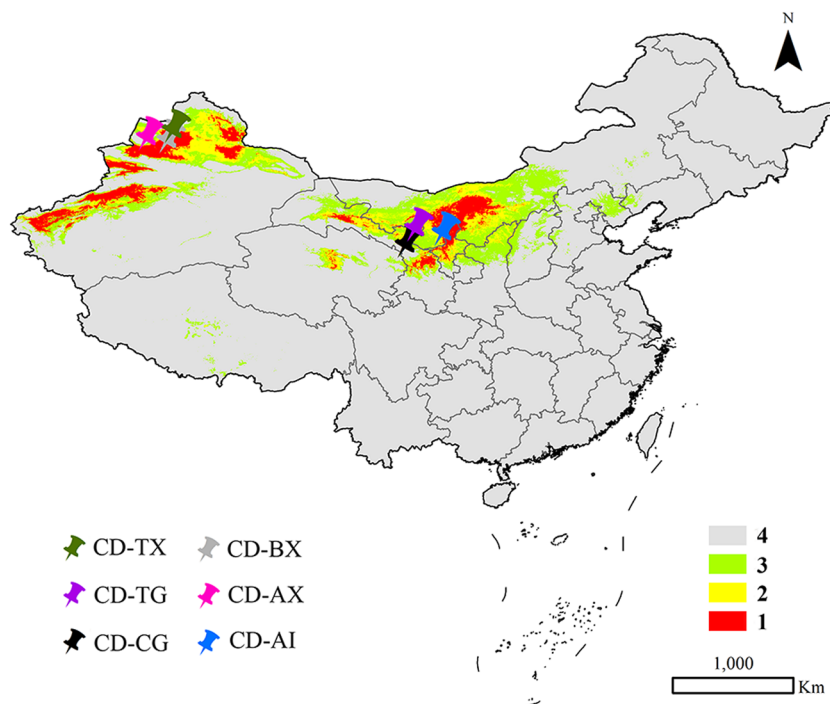 N
CD-TX
CD-BX
CD-TG
CD-AX
CD-CG
CD-AI
4
3
2
1
1,000
Km